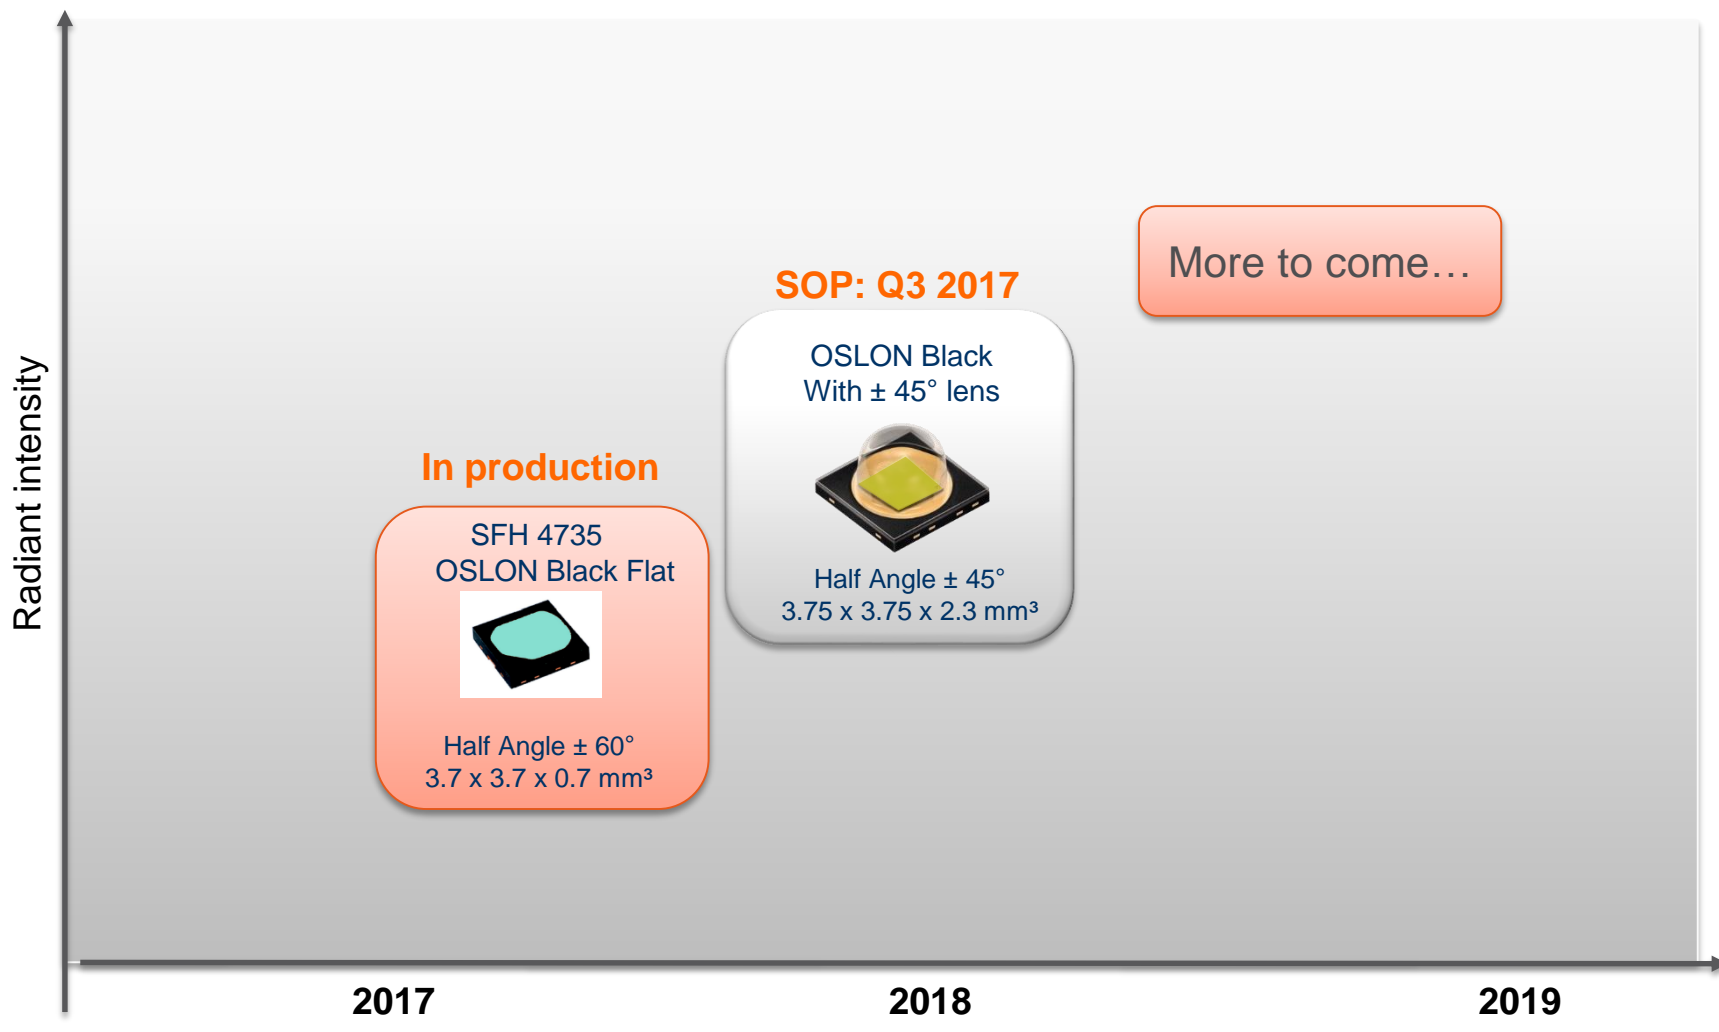 Radiant intensity
More to come…
SOP: Q3 2017
OSLON Black
With ± 45° lens
Half Angle ± 45°
3.75 x 3.75 x 2.3 mm³
In production
SFH 4735
OSLON Black Flat
Half Angle ± 60°
3.7 x 3.7 x 0.7 mm³
2017
2018
2019